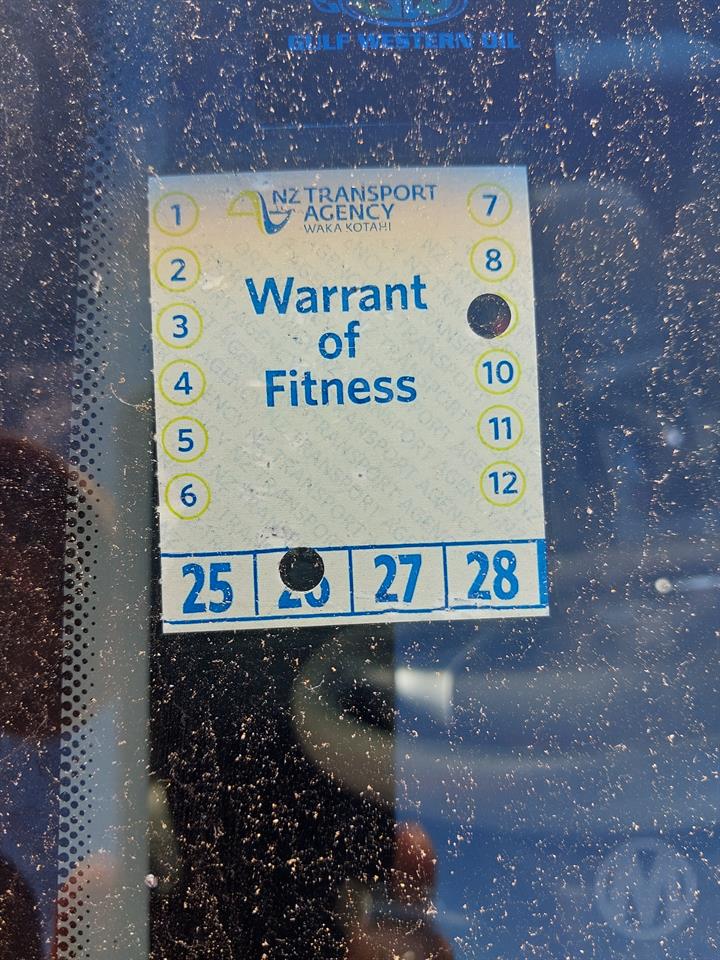 GULF WESTERN OIL
NZ TRANSPORT
AGENCY
WAKA KOTAHI
Warrant
of
Fitness
1
2
3
4
5
6
7
8
10
11
12
25 26 27 28
M